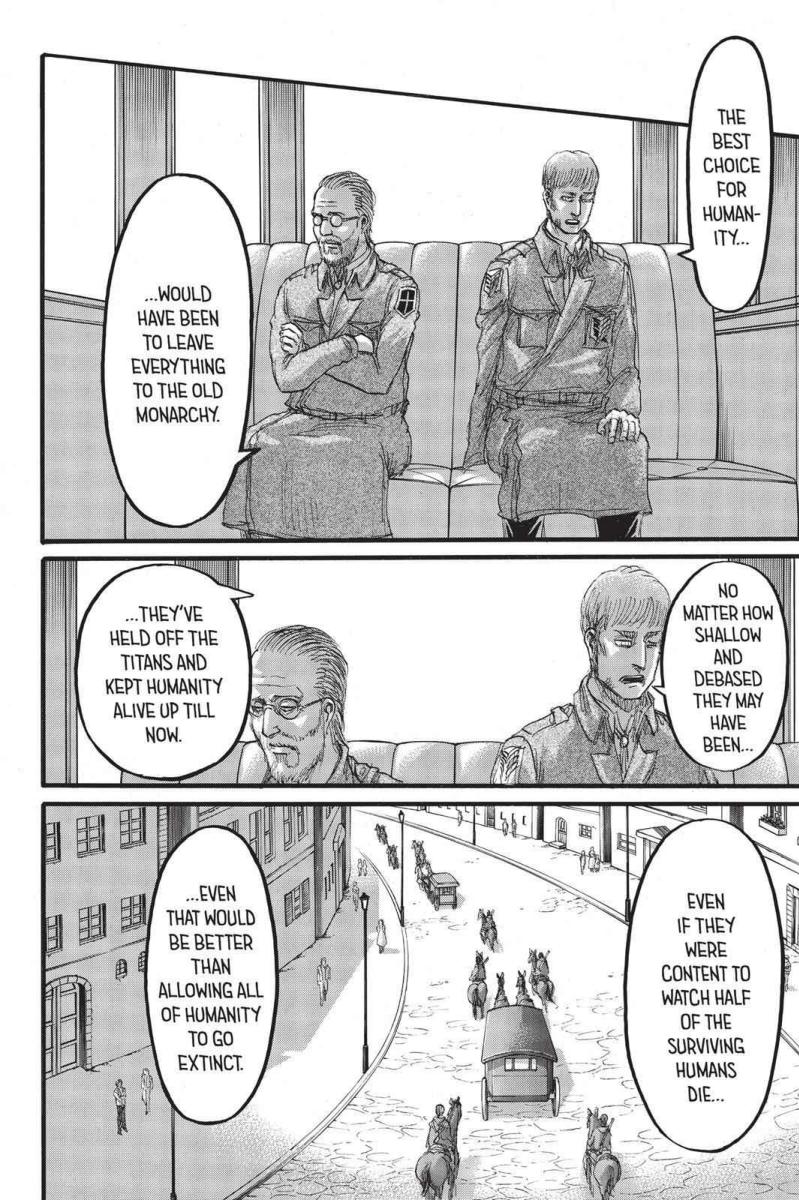 THE
BEST
CHOICE
FOR
HUMAN-
ITY...
...WOULD
HAVE BEEN
TO LEAVE
EVERYTHING
TO THE OLD
MONARCHY.
NO
MATTER HOW
SHALLOW
AND
DEBASED
THEY MAY
HAVE
BEEN...
...THEY'VE
HELD OFF THE
TITANS AND
KEPT HUMANITY
ALIVE UP TILL
NOW.
EVEN
IF THEY
WERE
CONTENT TO
WATCH HALF
OF THE
SURVIVING
HUMANS
DIE...
...EVEN
THAT WOULD
BE BETTER
THAN
ALLOWING ALL
OF HUMANITY
TO GO
EXTINCT.